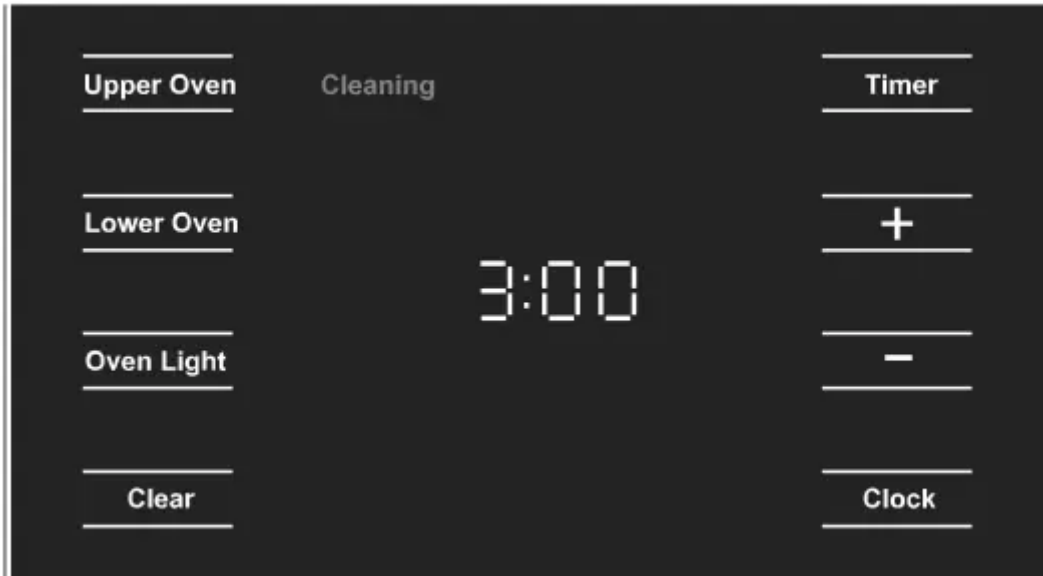 Upper Oven Cleaning Timer
Lower Oven +
3:00
Oven Light -
Clear Clock